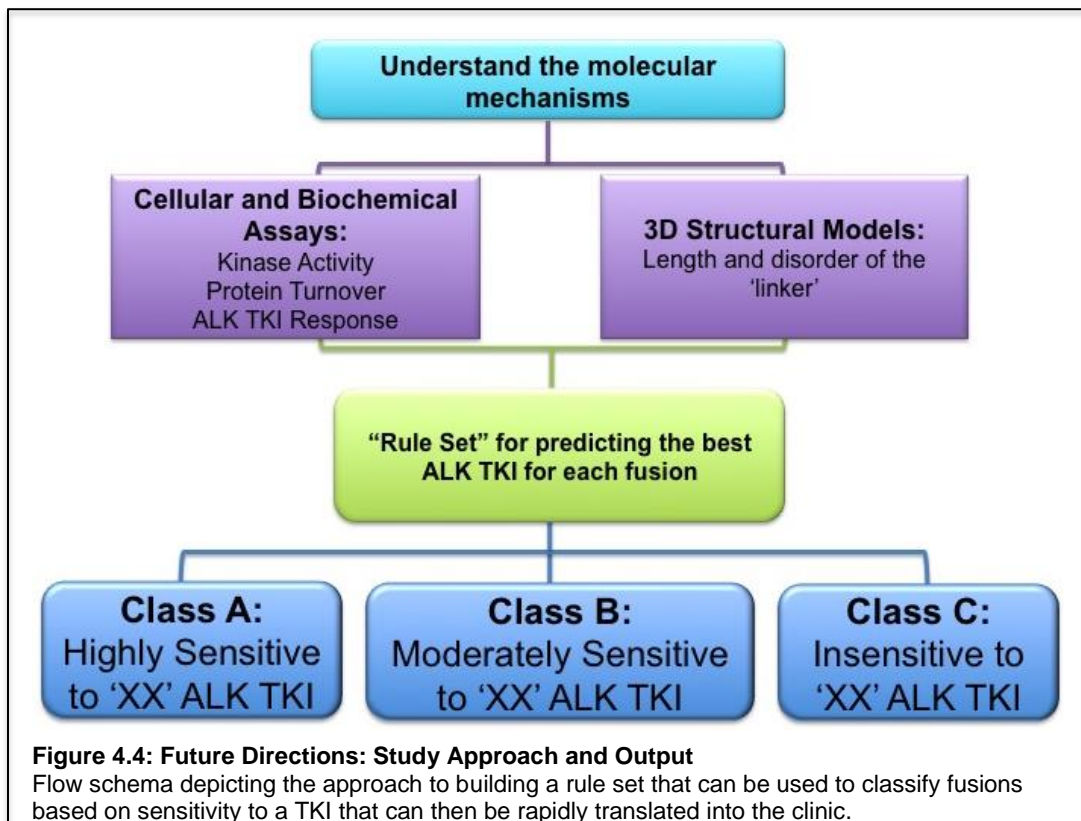 Understand the molecular
mechanisms
Cellular and Biochemical
Assays:
Kinase Activity
Protein Turnover
ALK TKI Response
3D Structural Models:
Length and disorder of the
‘linker’
“Rule Set” for predicting the best
ALK TKI for each fusion
Class A:
Highly Sensitive
to ‘XX’ ALK TKI
Class B:
Moderately Sensitive
to ‘XX’ ALK TKI
Class C:
Insensitive to
‘XX’ ALK TKI
Figure 4.4: Future Directions: Study Approach and Output
Flow schema depicting the approach to building a rule set that can be used to classify fusions
based on sensitivity to a TKI that can then be rapidly translated into the clinic.